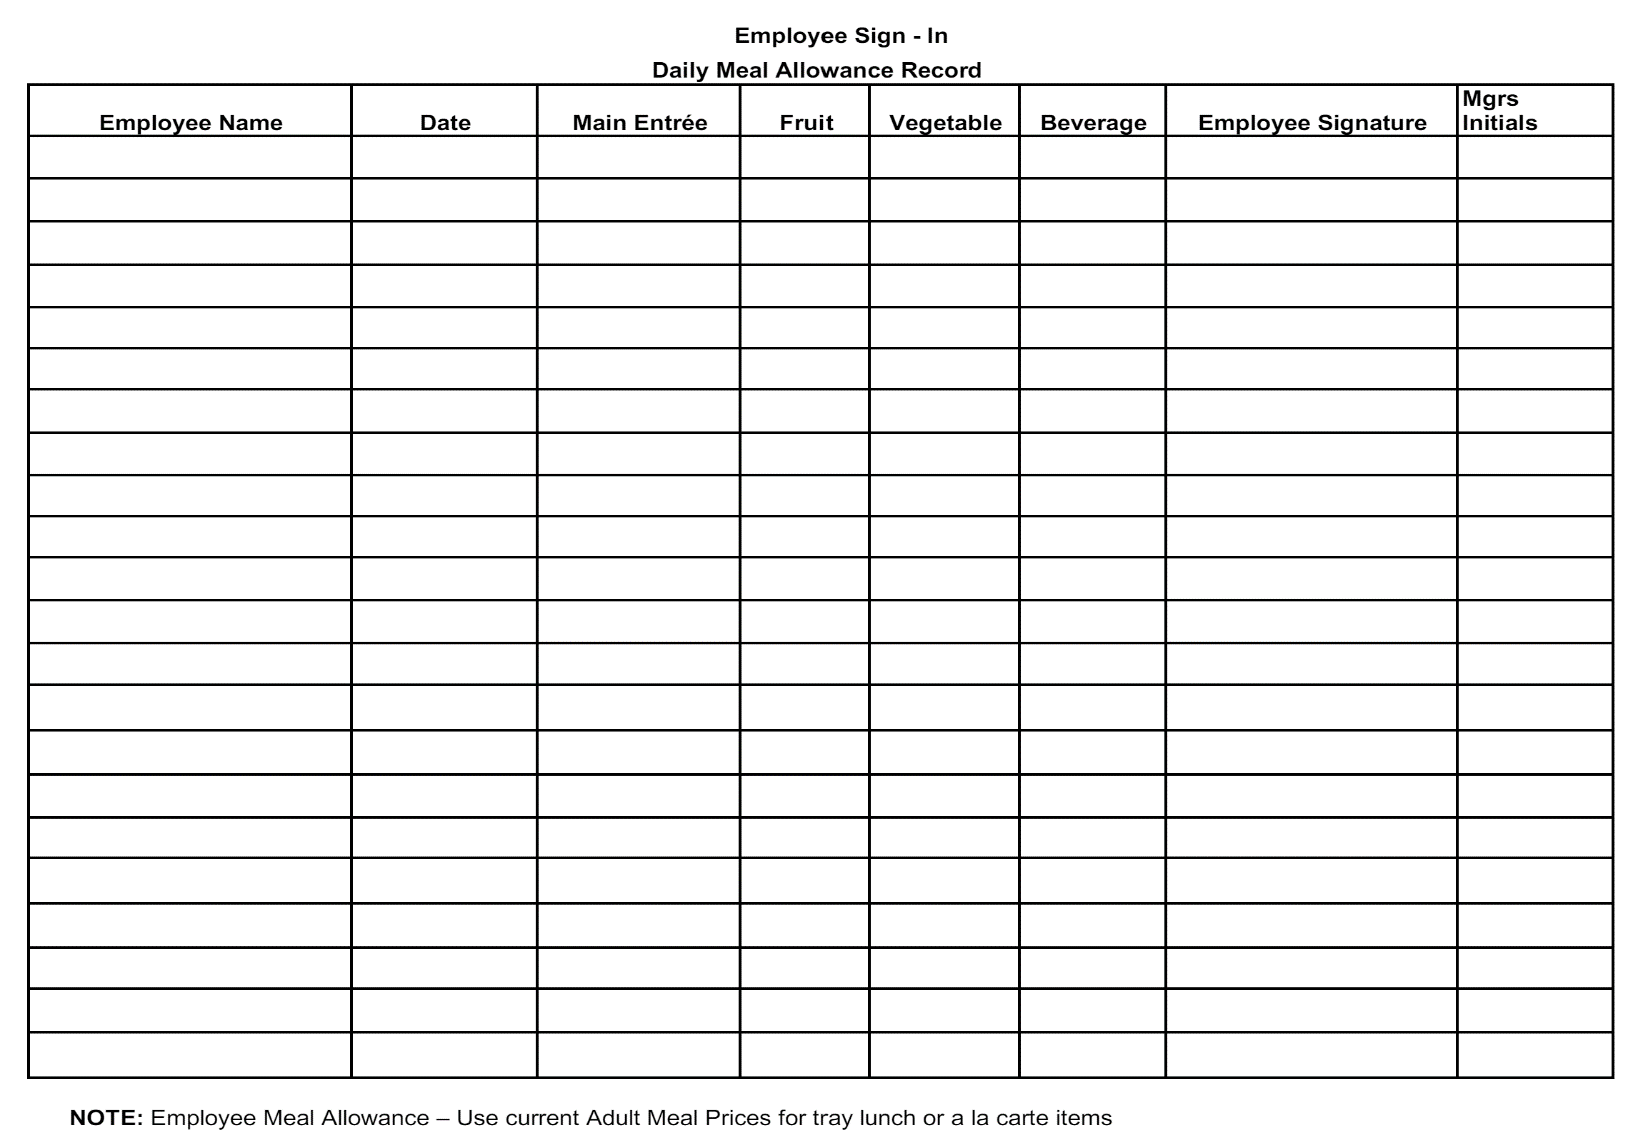 Employee Sign - In
Daily Meal Allowance Record
Employee Name Date Main Entrée Fruit Vegetable Beverage Employee Signature Mgrs Initials
NOTE: Employee Meal Allowance – Use current Adult Meal Prices for tray lunch or a la carte items